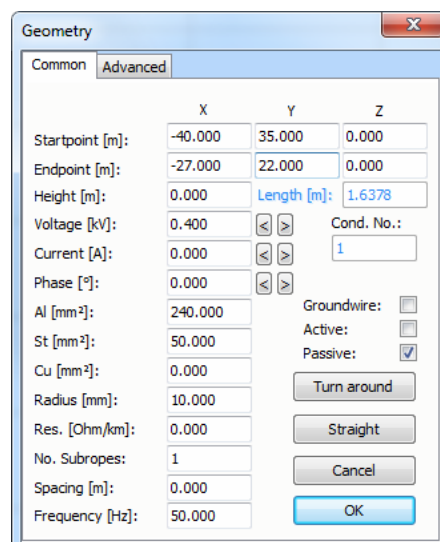 Geometry
Common Advanced
X Y Z
Startpoint [m]: -40.000 35.000 0.000
Endpoint [m]: -27.000 22.000 0.000
Height [m]: 0.000 Length [m]: 1.6378
Voltage [kV]: 0.400 < > Cond. No.:
Current [A]: 0.000 < > 1
Phase [°]: 0.000 < >
Al [mm²]: 240.000 Groundwire:
St [mm²]: 50.000 Active:
Cu [mm²]: 0.000 Passive:
Radius [mm]: 10.000 Turn around
Res. [Ohm/km]: 0.000 Straight
No. Subropes: 1
Spacing [m]: 0.000 Cancel
Frequency [Hz]: 50.000 OK